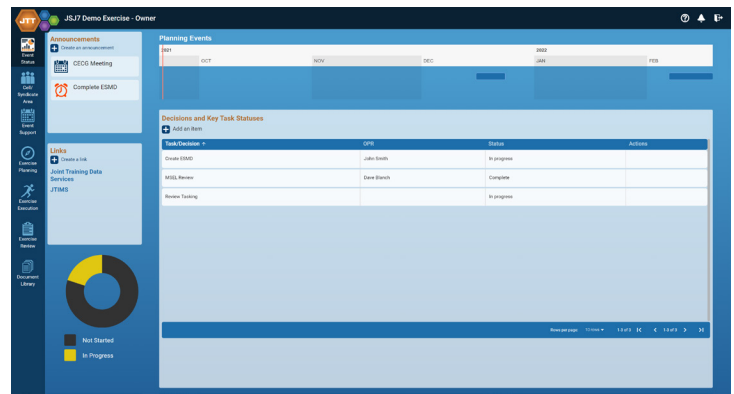 JTT
JSJ7 Demo Exercise - Owner
Event
Status
Cell/
Syndicate
Area
Event
Support
Exercise
Planning
Exercise
Execution
Exercise
Review
Document
Library
Announcements
Create an announcement
CECG Meeting
Complete ESMD
Links
Create a link
Joint Training Data
Services
JTIMS
Not Started
In Progress
Planning Events
2021
2022
OCT
NOV
DEC
JAN
FEB
Decisions and Key Task Statuses
Add an item
Task/Decision ↑
OPR
Status
Actions
Create ESMD
John Smith
In progress
MSEL Review
Dave Blanch
Complete
Review Tasking
In progress
Rows per page:
10 rows
1-3 of 3
1-3 of 3